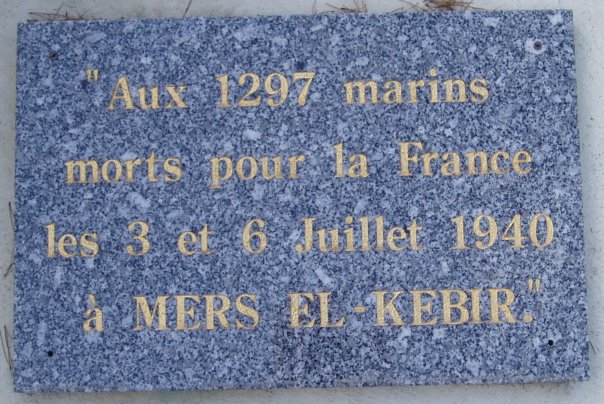 "Aux 1297 marins
morts pour la France
les 3 et 6 Juillet 1940
à MERS EL-KEBIR."